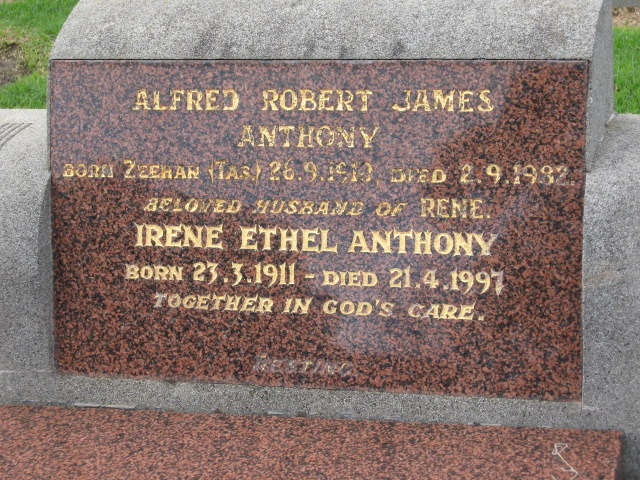 ALFRED ROBERT JAMES
ANTHONY
BORN ZEEHAN (TAS.) 26.9.1913 DIED 2.9.1982.
BELOVED HUSBAND OF RENE.
IRENE ETHEL ANTHONY
BORN 23.3.1911 - DIED 21.4.1997
TOGETHER IN GOD'S CARE.
RESTING